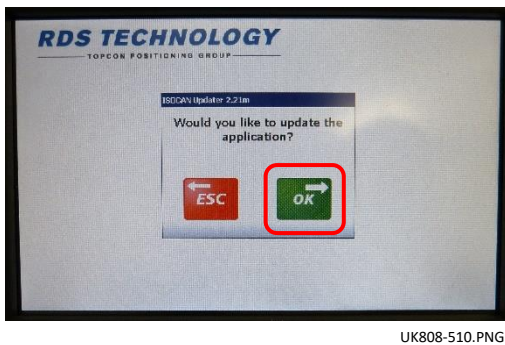 RDS TECHNOLOGY
TOPCON POSITIONING GROUP
ISOCAN Updater 2.21m
Would you like to update the
application?
ESC
OK
UK808-510.PNG